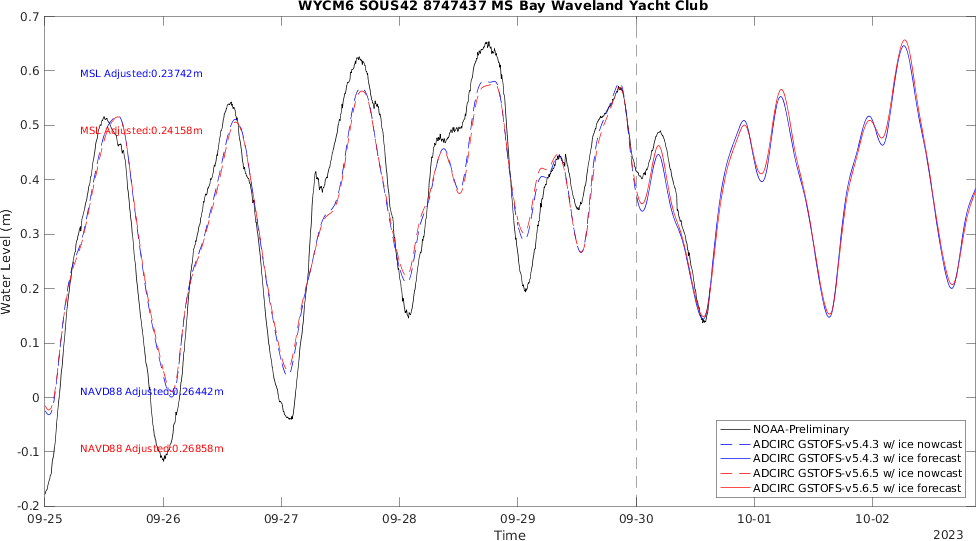 WYCM6 SOUS42 8747437 MS Bay Waveland Yacht Club
0.7
0.6
0.5
0.4
0.3
0.2
0.1
0
-0.1
-0.2
Water Level (m)
MSL Adjusted:0.23742m
MSL Adjusted:0.24158m
NAVD88 Adjusted:0.26442m
NAVD88 Adjusted:0.26858m
NOAA-Preliminary
ADCIRC GSTOFS-v5.4.3 w/ ice nowcast
ADCIRC GSTOFS-v5.4.3 w/ ice forecast
ADCIRC GSTOFS-v5.6.5 w/ ice nowcast
ADCIRC GSTOFS-v5.6.5 w/ ice forecast
09-25 09-26 09-27 09-28 09-29 09-30 10-01 10-02
Time
2023